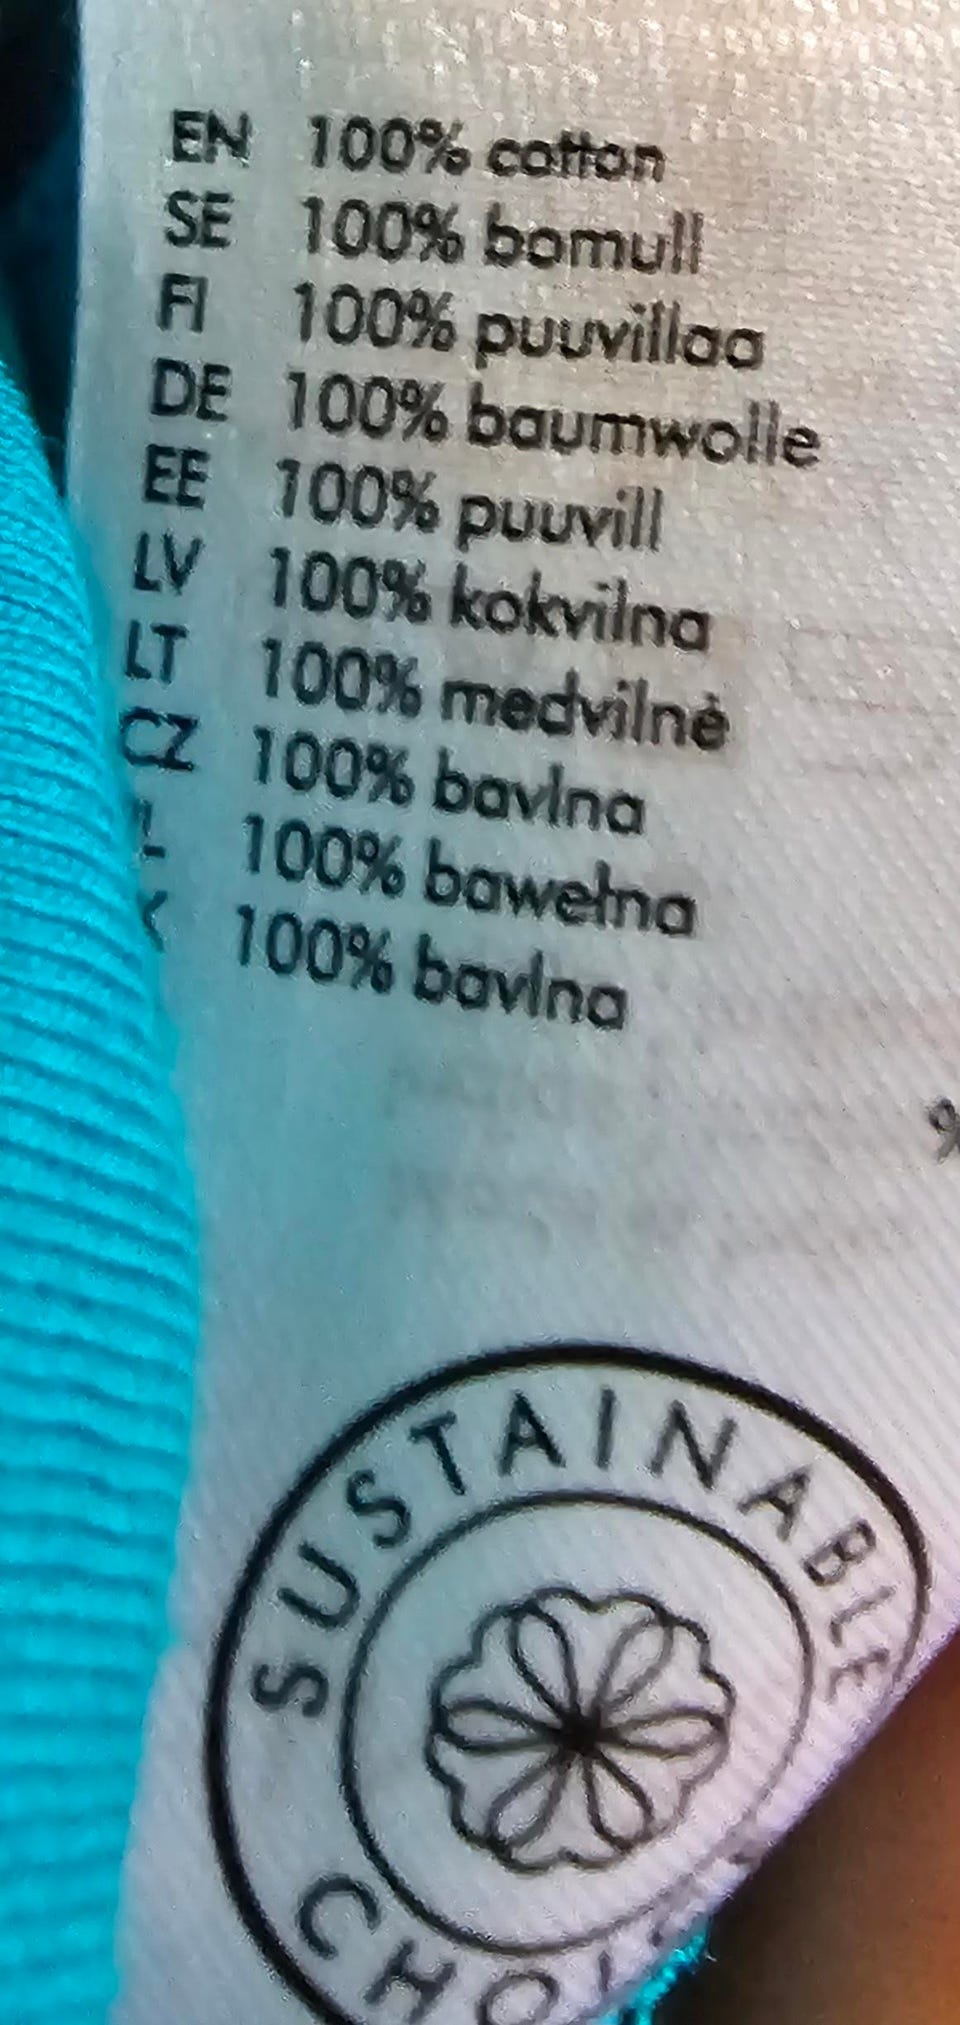 EN 100% cotton
SE 100% bomull
FI 100% puuvillaa
DE 100% baumwolle
EE 100% puuvill
LV 100% kokvilna
LT 100% medvilnė
CZ 100% bavlna
L 100% bawełna
K 100% bavlna
%
SUSTAINABLE